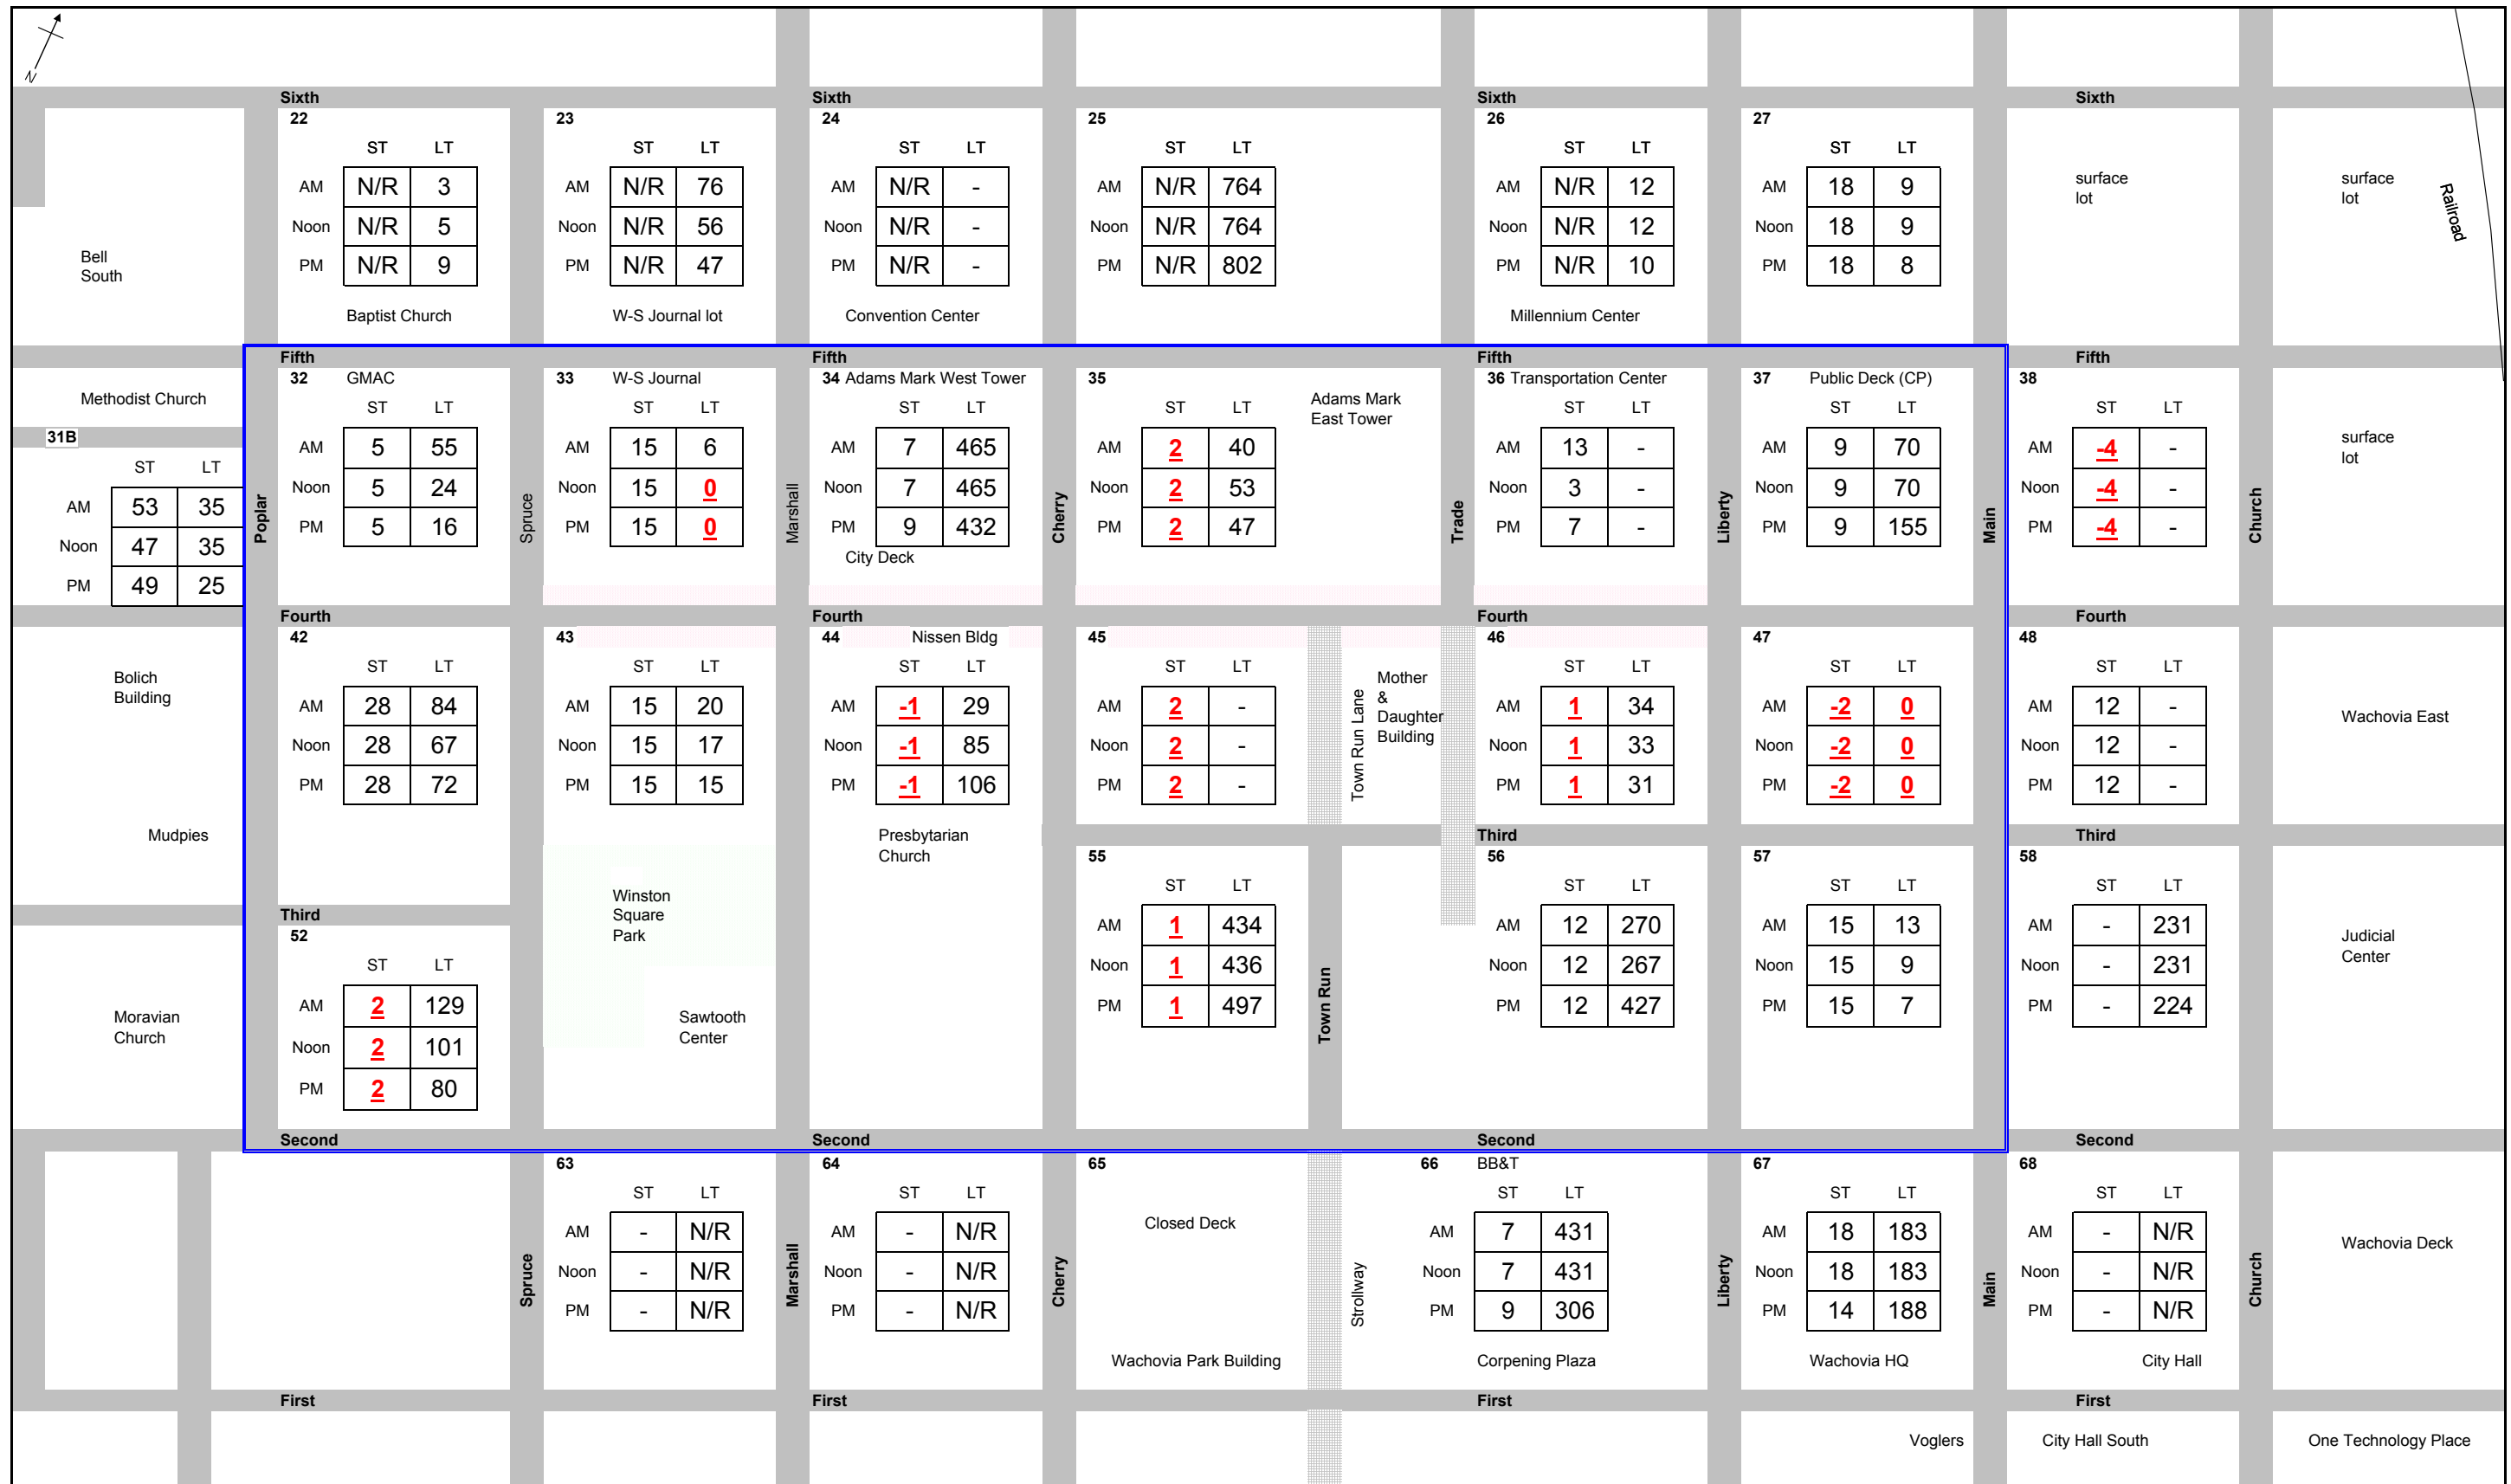 N
Sixth Sixth Sixth Sixth
22 23 24 25 26 27
ST LT ST LT ST LT ST LT ST LT ST LT
AM N/R 3 AM N/R 76 AM N/R - AM N/R 764 AM N/R 12 AM 18 9 surface lot surface lot
Noon N/R 5 Noon N/R 56 Noon N/R - Noon N/R 764 Noon N/R 12 Noon 18 9
PM N/R 9 PM N/R 47 PM N/R - PM N/R 802 PM N/R 10 PM 18 8
Railroad
Bell
South
Baptist Church W-S Journal lot Convention Center Millennium Center
Fifth Fifth Fifth Fifth
Methodist Church
32 GMAC 33 W-S Journal 34 Adams Mark West Tower 35 36 Transportation Center 37 Public Deck (CP) 38
Adams Mark
East Tower
ST LT ST LT ST LT ST LT ST LT ST LT ST LT
AM 5 55 AM 15 6 AM 7 465 AM 2 40 AM 13 - AM 9 70 AM -4 -
Noon 5 24 Noon 15 0 Noon 7 465 Noon 2 53 Noon 3 - Noon 9 70 Noon -4 -
PM 5 16 PM 15 0 PM 9 432 PM 2 47 PM 7 - PM 9 155 PM -4 -
surface
lot
City Deck
31B
ST LT
AM 53 35
Noon 47 35
PM 49 25
Poplar Spruce Marshall Cherry Trade Liberty Main Church
Fourth Fourth Fourth Fourth
42 43 44 Nissen Bldg 45 46 47 48
ST LT ST LT ST LT ST LT ST LT ST LT ST LT
AM 28 84 AM 15 20 AM -1 29 AM 2 - AM 1 34 AM -2 0 AM 12 -
Noon 28 67 Noon 15 17 Noon -1 85 Noon 2 - Noon 1 33 Noon -2 0 Noon 12 -
PM 28 72 PM 15 15 PM -1 106 PM 2 - PM 1 31 PM -2 0 PM 12 -
Bolich
Building
Town Run Lane
Mother
&
Daughter
Building
Wachovia East
Mudpies
Presbytarian
Church
Third Third
55 56 57 58
ST LT ST LT ST LT ST LT
AM 1 434 AM 12 270 AM 15 13 AM - 231
Noon 1 436 Noon 12 267 Noon 15 9 Noon - 231
PM 1 497 PM 12 427 PM 15 7 PM - 224
Winston
Square
Park
Judicial
Center
Third
52
ST LT
AM 2 129
Noon 2 101
PM 2 80
Moravian
Church
Sawtooth
Center
Town Run
Second Second Second Second
63 64 65 66 BB&T 67 68
ST LT ST LT ST LT ST LT ST LT
AM - N/R AM - N/R Closed Deck AM 7 431 AM 18 183 AM - N/R
Noon - N/R Noon - N/R Noon 7 431 Noon 18 183 Noon - N/R
PM - N/R PM - N/R PM 9 306 PM 14 188 PM - N/R
Wachovia Deck
Spruce Marshall Cherry Strollway Liberty Main Church
Wachovia Park Building Corpening Plaza Wachovia HQ City Hall
First First First First
Voglers City Hall South One Technology Place